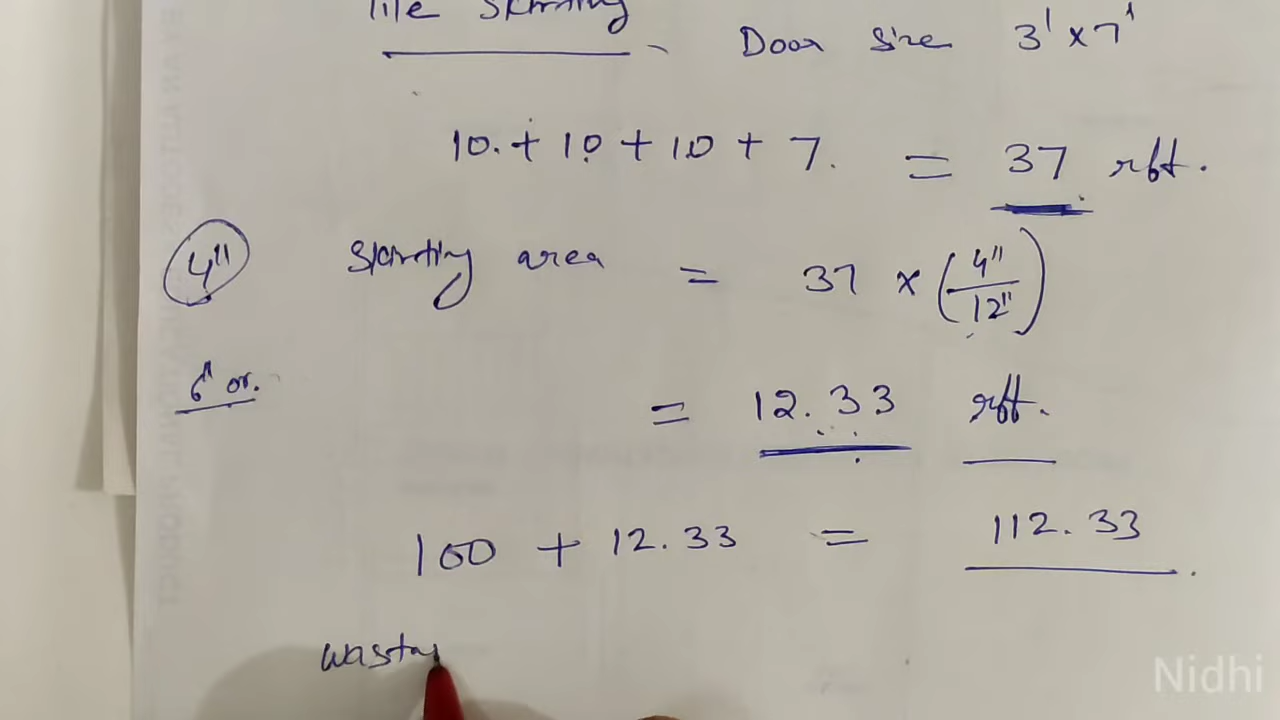 Tile Skirting Door size 3' x 7'
10 + 10 + 10 + 7 = 37 rft.
4" Skirting area = 37 x (4"/12")
6" or.
= 12.33 rft.
100 + 12.33 = 112.33
wasta
Nidhi